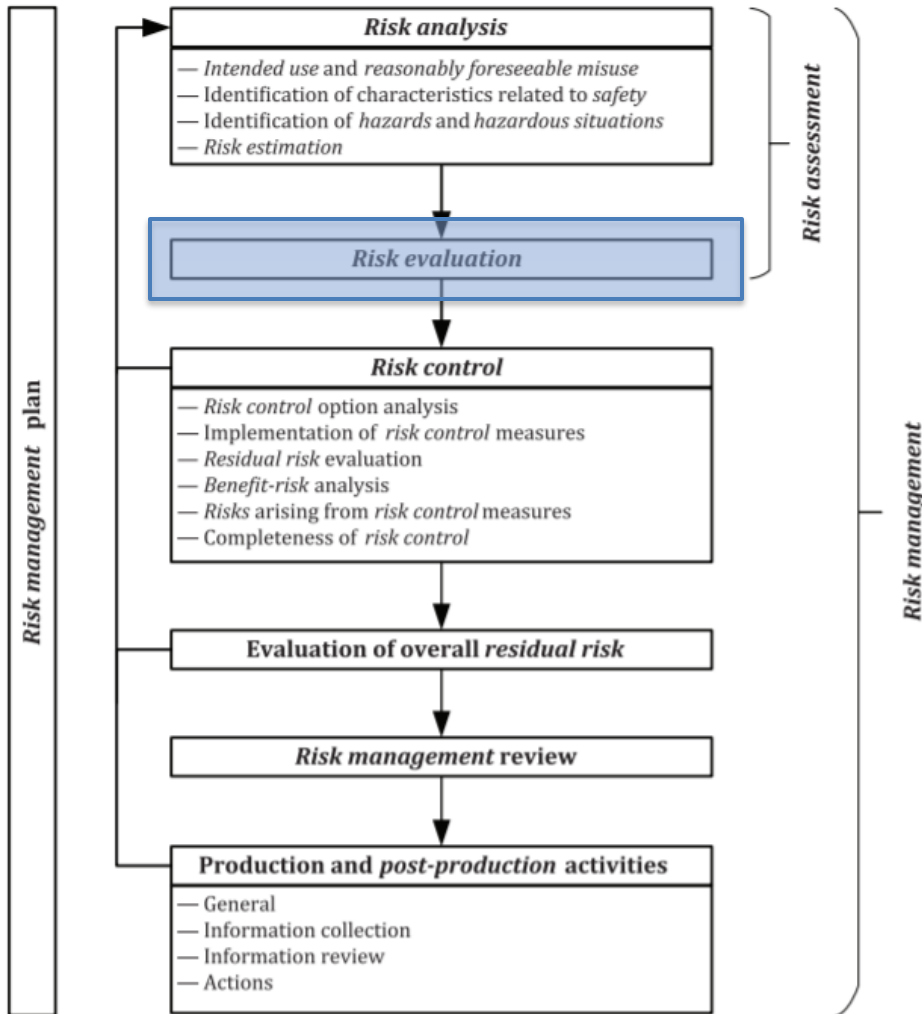 Risk analysis
— Intended use and reasonably foreseeable misuse
— Identification of characteristics related to safety
— Identification of hazards and hazardous situations
— Risk estimation
Risk evaluation
Risk assessment
Risk control
— Risk control option analysis
— Implementation of risk control measures
— Residual risk evaluation
— Benefit-risk analysis
— Risks arising from risk control measures
— Completeness of risk control
Risk management plan
Risk management
Evaluation of overall residual risk
Risk management review
Production and post-production activities
— General
— Information collection
— Information review
— Actions